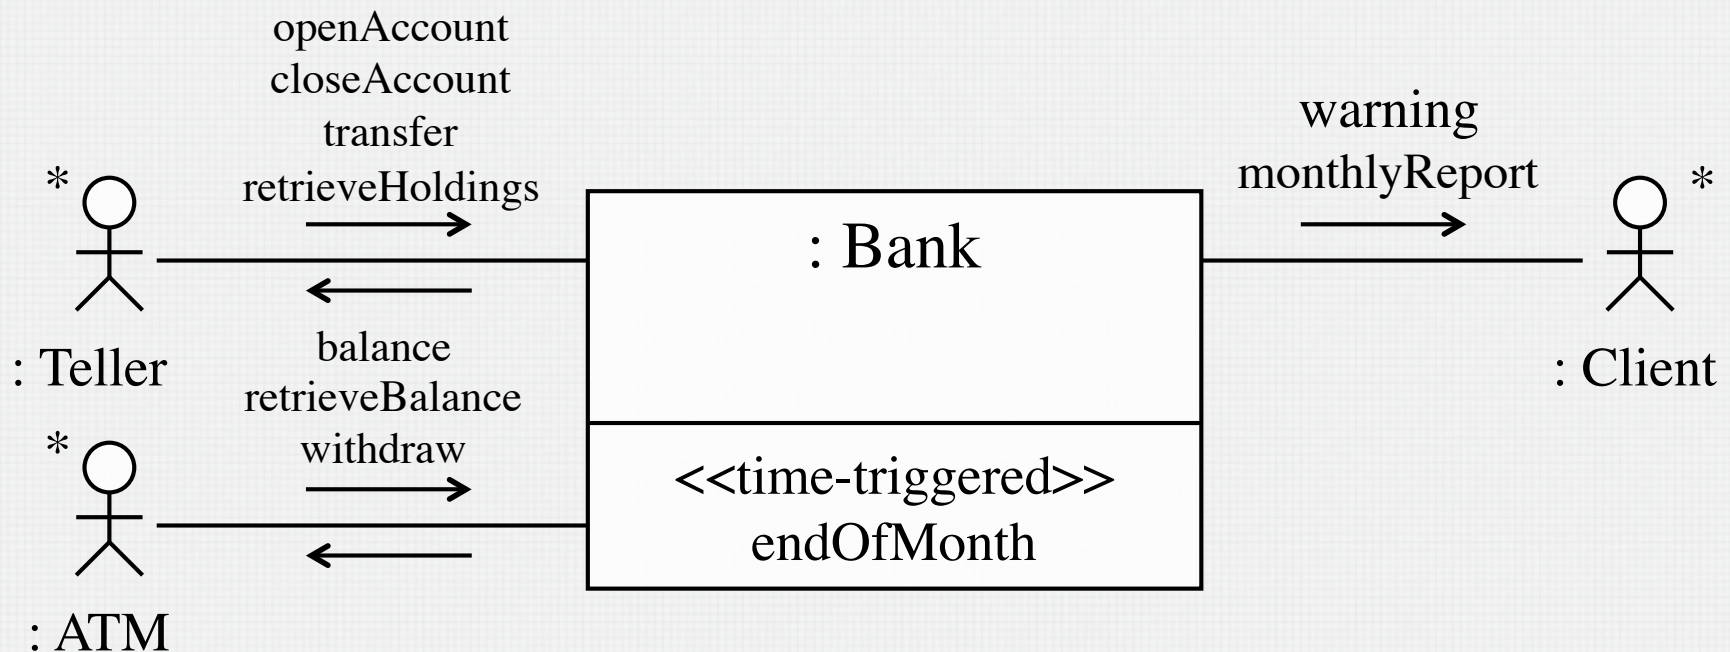 openAccount
closeAccount
transfer
retrieveHoldings
*
: Teller
balance
retrieveBalance
withdraw
*
: ATM
: Bank
<<time-triggered>>
endOfMonth
warning
monthlyReport
*
: Client